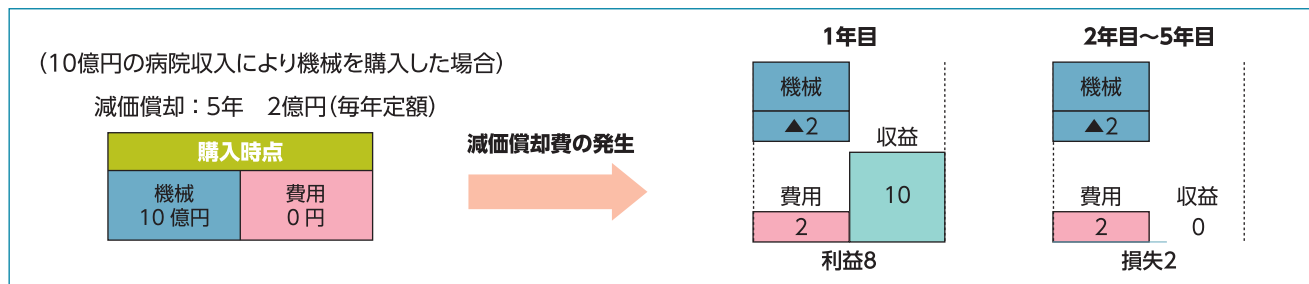 (10億円の病院収入により機械を購入した場合)
減価償却：5年　2億円(毎年定額)
購入時点
機械
10 億円
費用
0 円
減価償却費の発生
1年目
機械
▲2
収益
10
費用
2
利益8
2年目〜5年目
機械
▲2
費用
2
収益
0
損失2